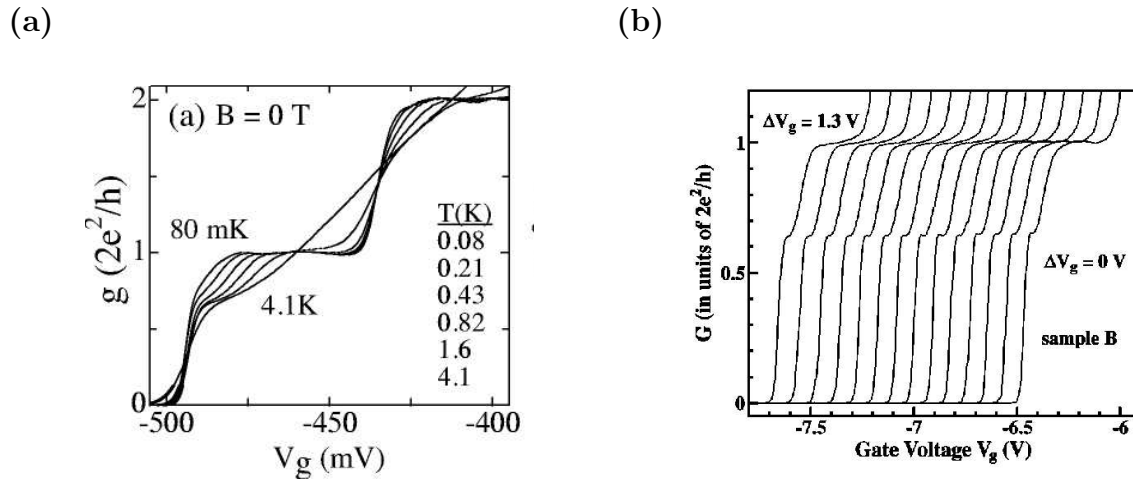 (a)
(b)
(a) B = 0 T
g (2e²/h)
2
1
0
80 mK
4.1K
T(K)
0.08
0.21
0.43
0.82
1.6
4.1
-500
-450
-400
V_g (mV)
G (in units of 2e²/h)
1
0.5
0
ΔV_g = 1.3 V
ΔV_g = 0 V
sample B
-7.5
-7
-6.5
-6
Gate Voltage V_g (V)